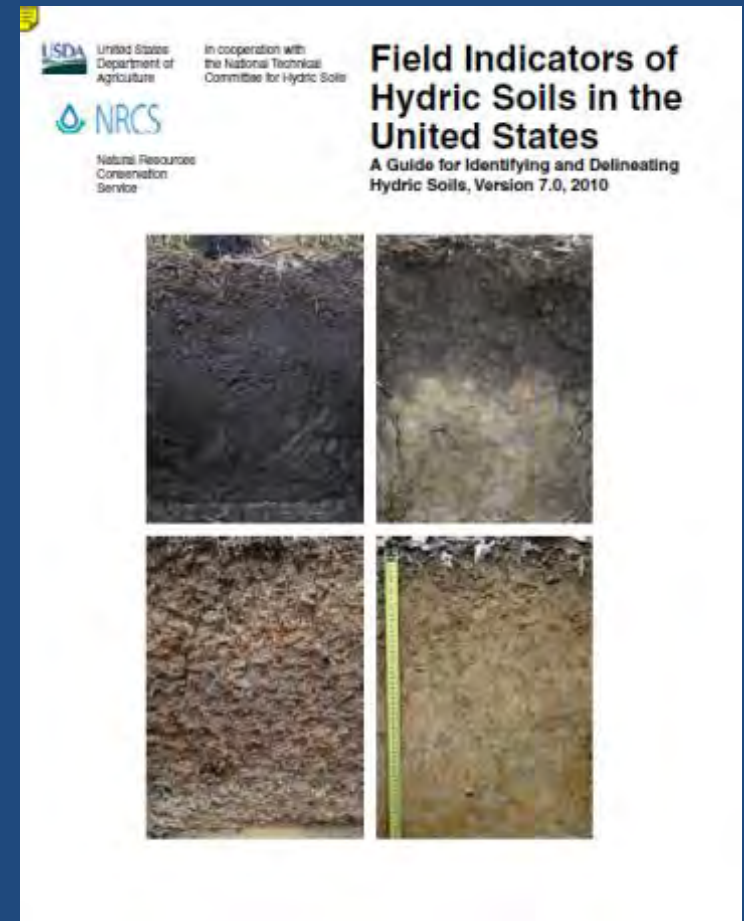 USDA
United States
Department of
Agriculture
In cooperation with
the National Technical
Committee for Hydric Soils
NRCS
Natural Resources
Conservation
Service
Field Indicators of
Hydric Soils in the
United States
A Guide for Identifying and Delineating
Hydric Soils, Version 7.0, 2010